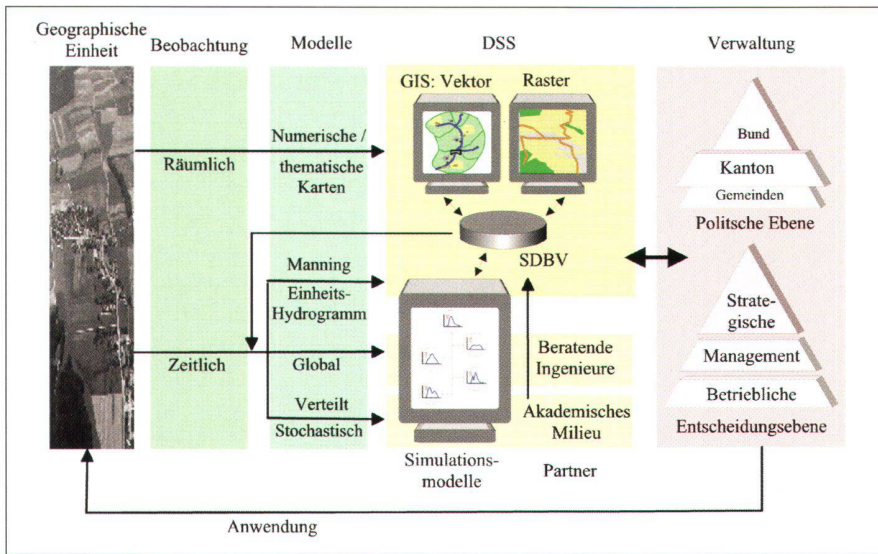 Geographische
Einheit
Beobachtung
Modelle
DSS
Verwaltung
GIS: Vektor
Raster
Räumlich
Numerische /
thematische
Karten
SDBV
Manning
Einheits-
Hydrogramm
Zeitlich
Global
Verteilt
Stochastisch
Beratende
Ingenieure
Akademisches
Milieu
Simulations-
modelle
Partner
Bund
Kanton
Gemeinden
Politsche Ebene
Strate-
gische
Management
Betriebliche
Entscheidungsebene
Anwendung